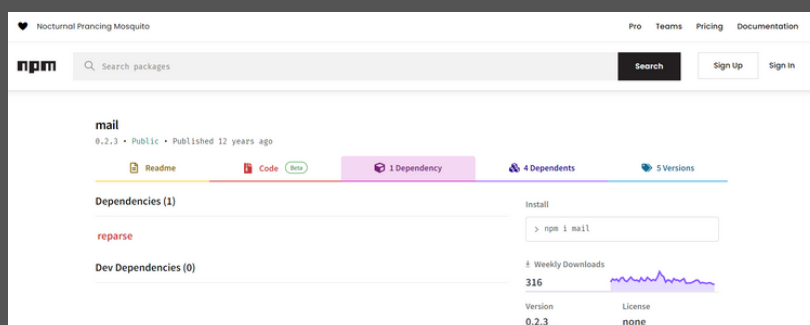 Nocturnal Prancing Mosquito
Pro Teams Pricing Documentation
npm
Search packages
Search
Sign Up
Sign In
mail
0.2.3 • Public • Published 12 years ago
Readme
Code Beta
1 Dependency
4 Dependents
5 Versions
Dependencies (1)
reparse
Dev Dependencies (0)
Install
> npm i mail
Weekly Downloads
316
Version License
0.2.3 none